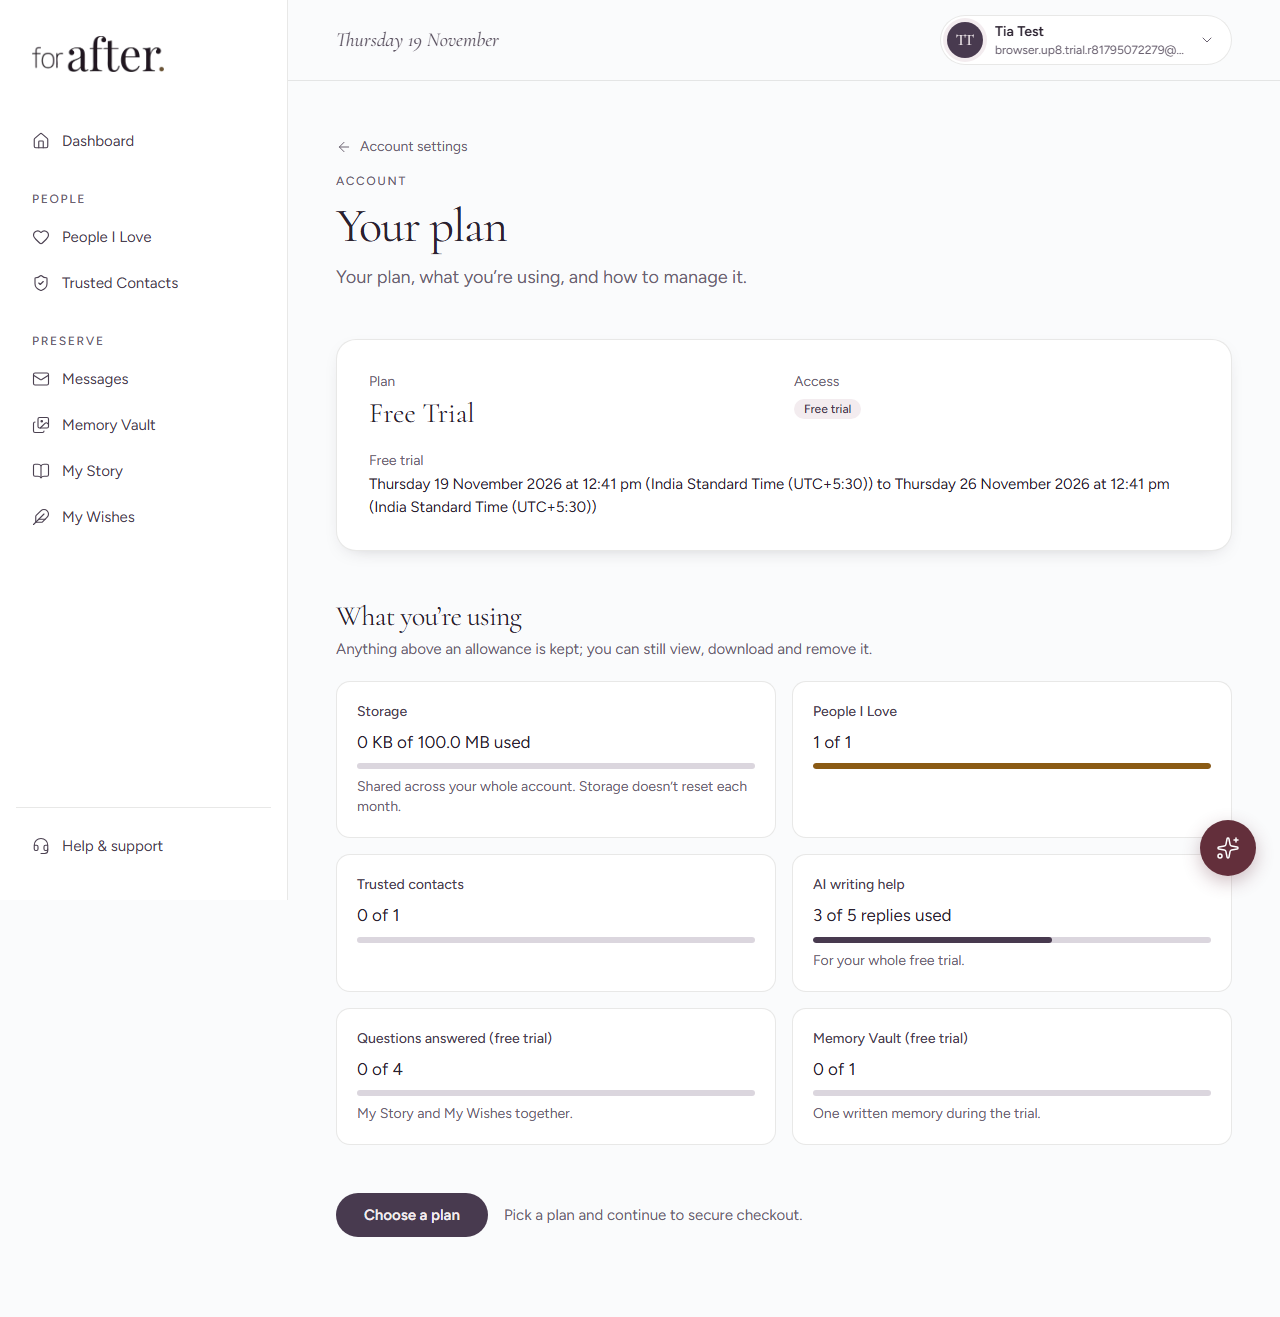 for after.
Thursday 19 November
TT
Tia Test
browser.up8.trial.r81795072279@...
Dashboard
PEOPLE
People I Love
Trusted Contacts
PRESERVE
Messages
Memory Vault
My Story
My Wishes
Help & support
Account settings
ACCOUNT
Your plan
Your plan, what you’re using, and how to manage it.
Plan
Free Trial
Access
Free trial
Free trial
Thursday 19 November 2026 at 12:41 pm (India Standard Time (UTC+5:30)) to Thursday 26 November 2026 at 12:41 pm
(India Standard Time (UTC+5:30))
What you’re using
Anything above an allowance is kept; you can still view, download and remove it.
Storage
0 KB of 100.0 MB used
Shared across your whole account. Storage doesn’t reset each
month.
People I Love
1 of 1
Trusted contacts
0 of 1
AI writing help
3 of 5 replies used
For your whole free trial.
Questions answered (free trial)
0 of 4
My Story and My Wishes together.
Memory Vault (free trial)
0 of 1
One written memory during the trial.
Choose a plan
Pick a plan and continue to secure checkout.